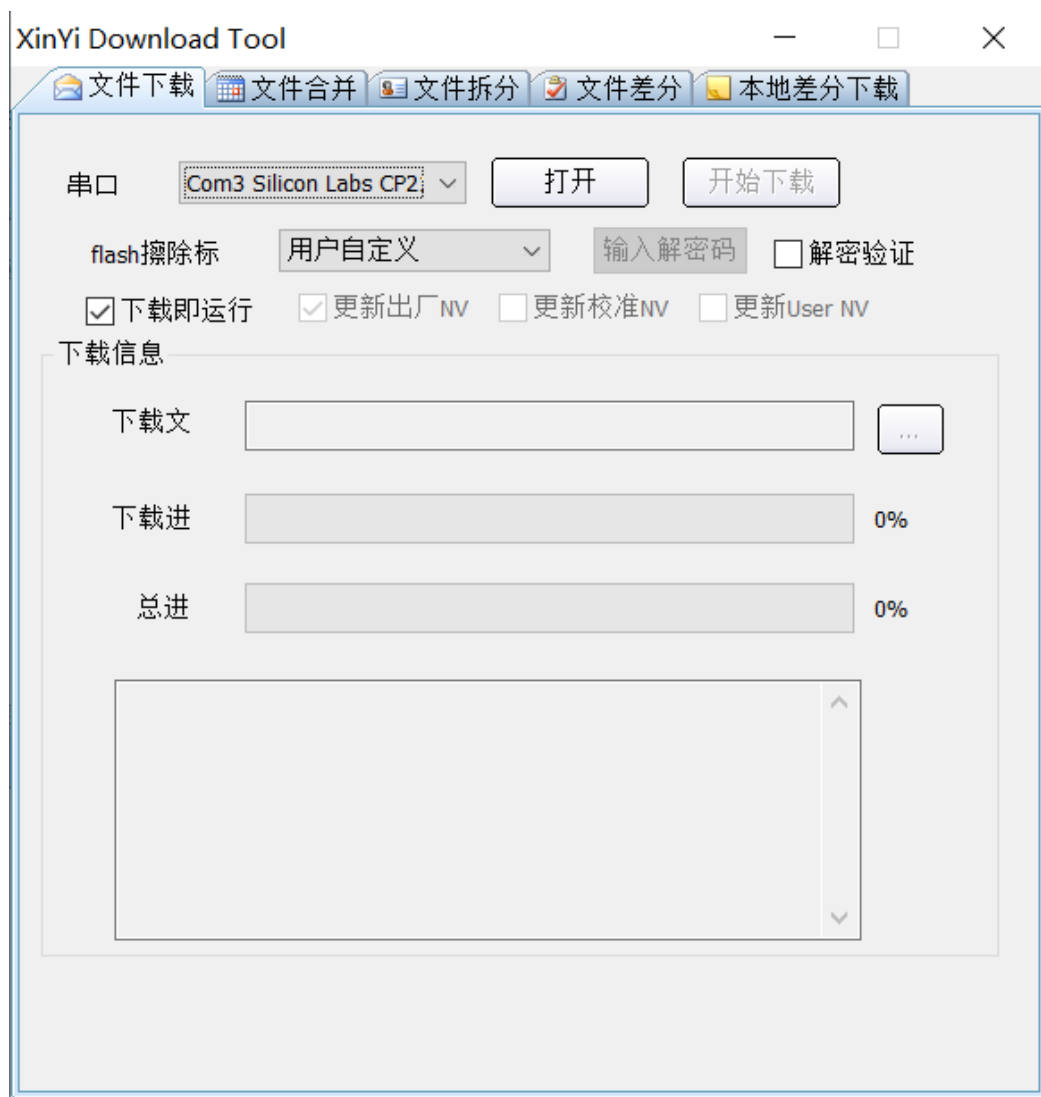 XinYi Download Tool
文件下载 文件合并 文件拆分 文件差分 本地差分下载
串口 Com3 Silicon Labs CP2 打开 开始下载
flash擦除标 用户自定义 输入解密码 解密验证
下载即运行 更新出厂NV 更新校准NV 更新User NV
下载信息
下载文 ...
下载进 0%
总进 0%